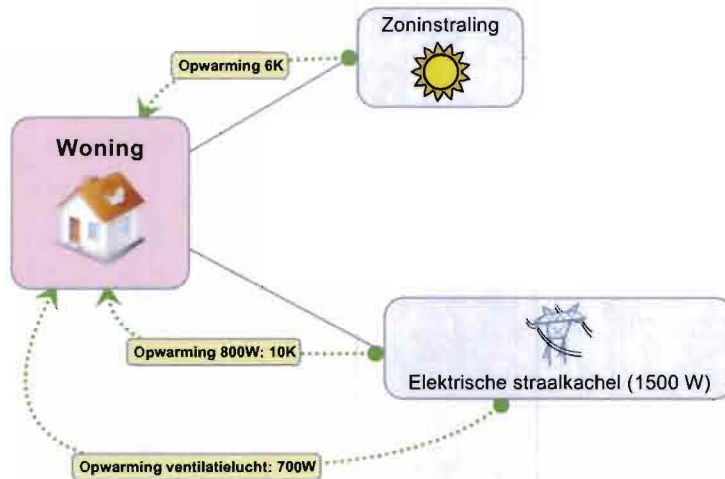 Zoninstraling
Opwarming 6K
Woning
Opwarming 800W: 10K
Elektrische straalkachel (1500 W)
Opwarming ventilatielucht: 700W